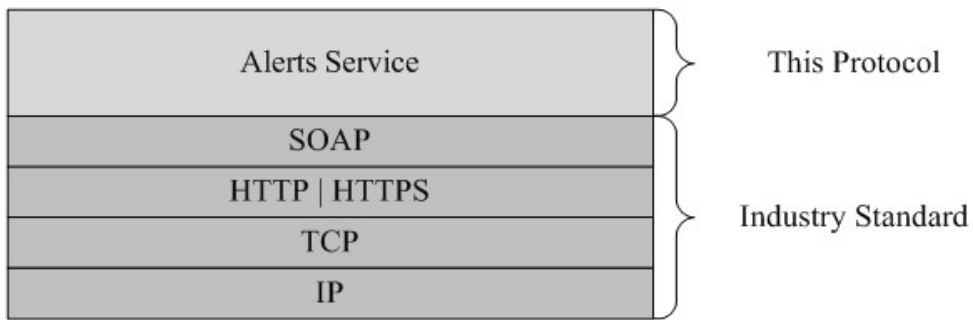 Alerts Service
This Protocol
SOAP
HTTP | HTTPS
TCP
IP
Industry Standard